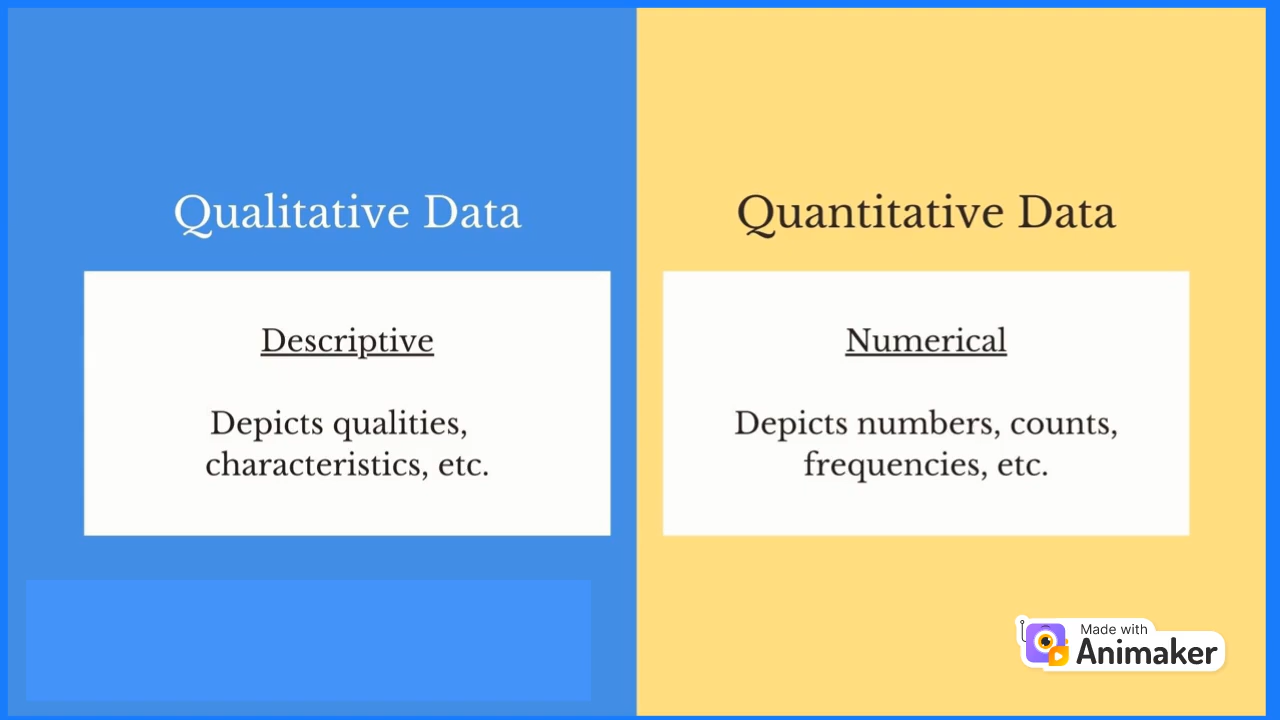 Qualitative Data
Descriptive
Depicts qualities,
characteristics, etc.
Quantitative Data
Numerical
Depicts numbers, counts,
frequencies, etc.
Made with
Animaker